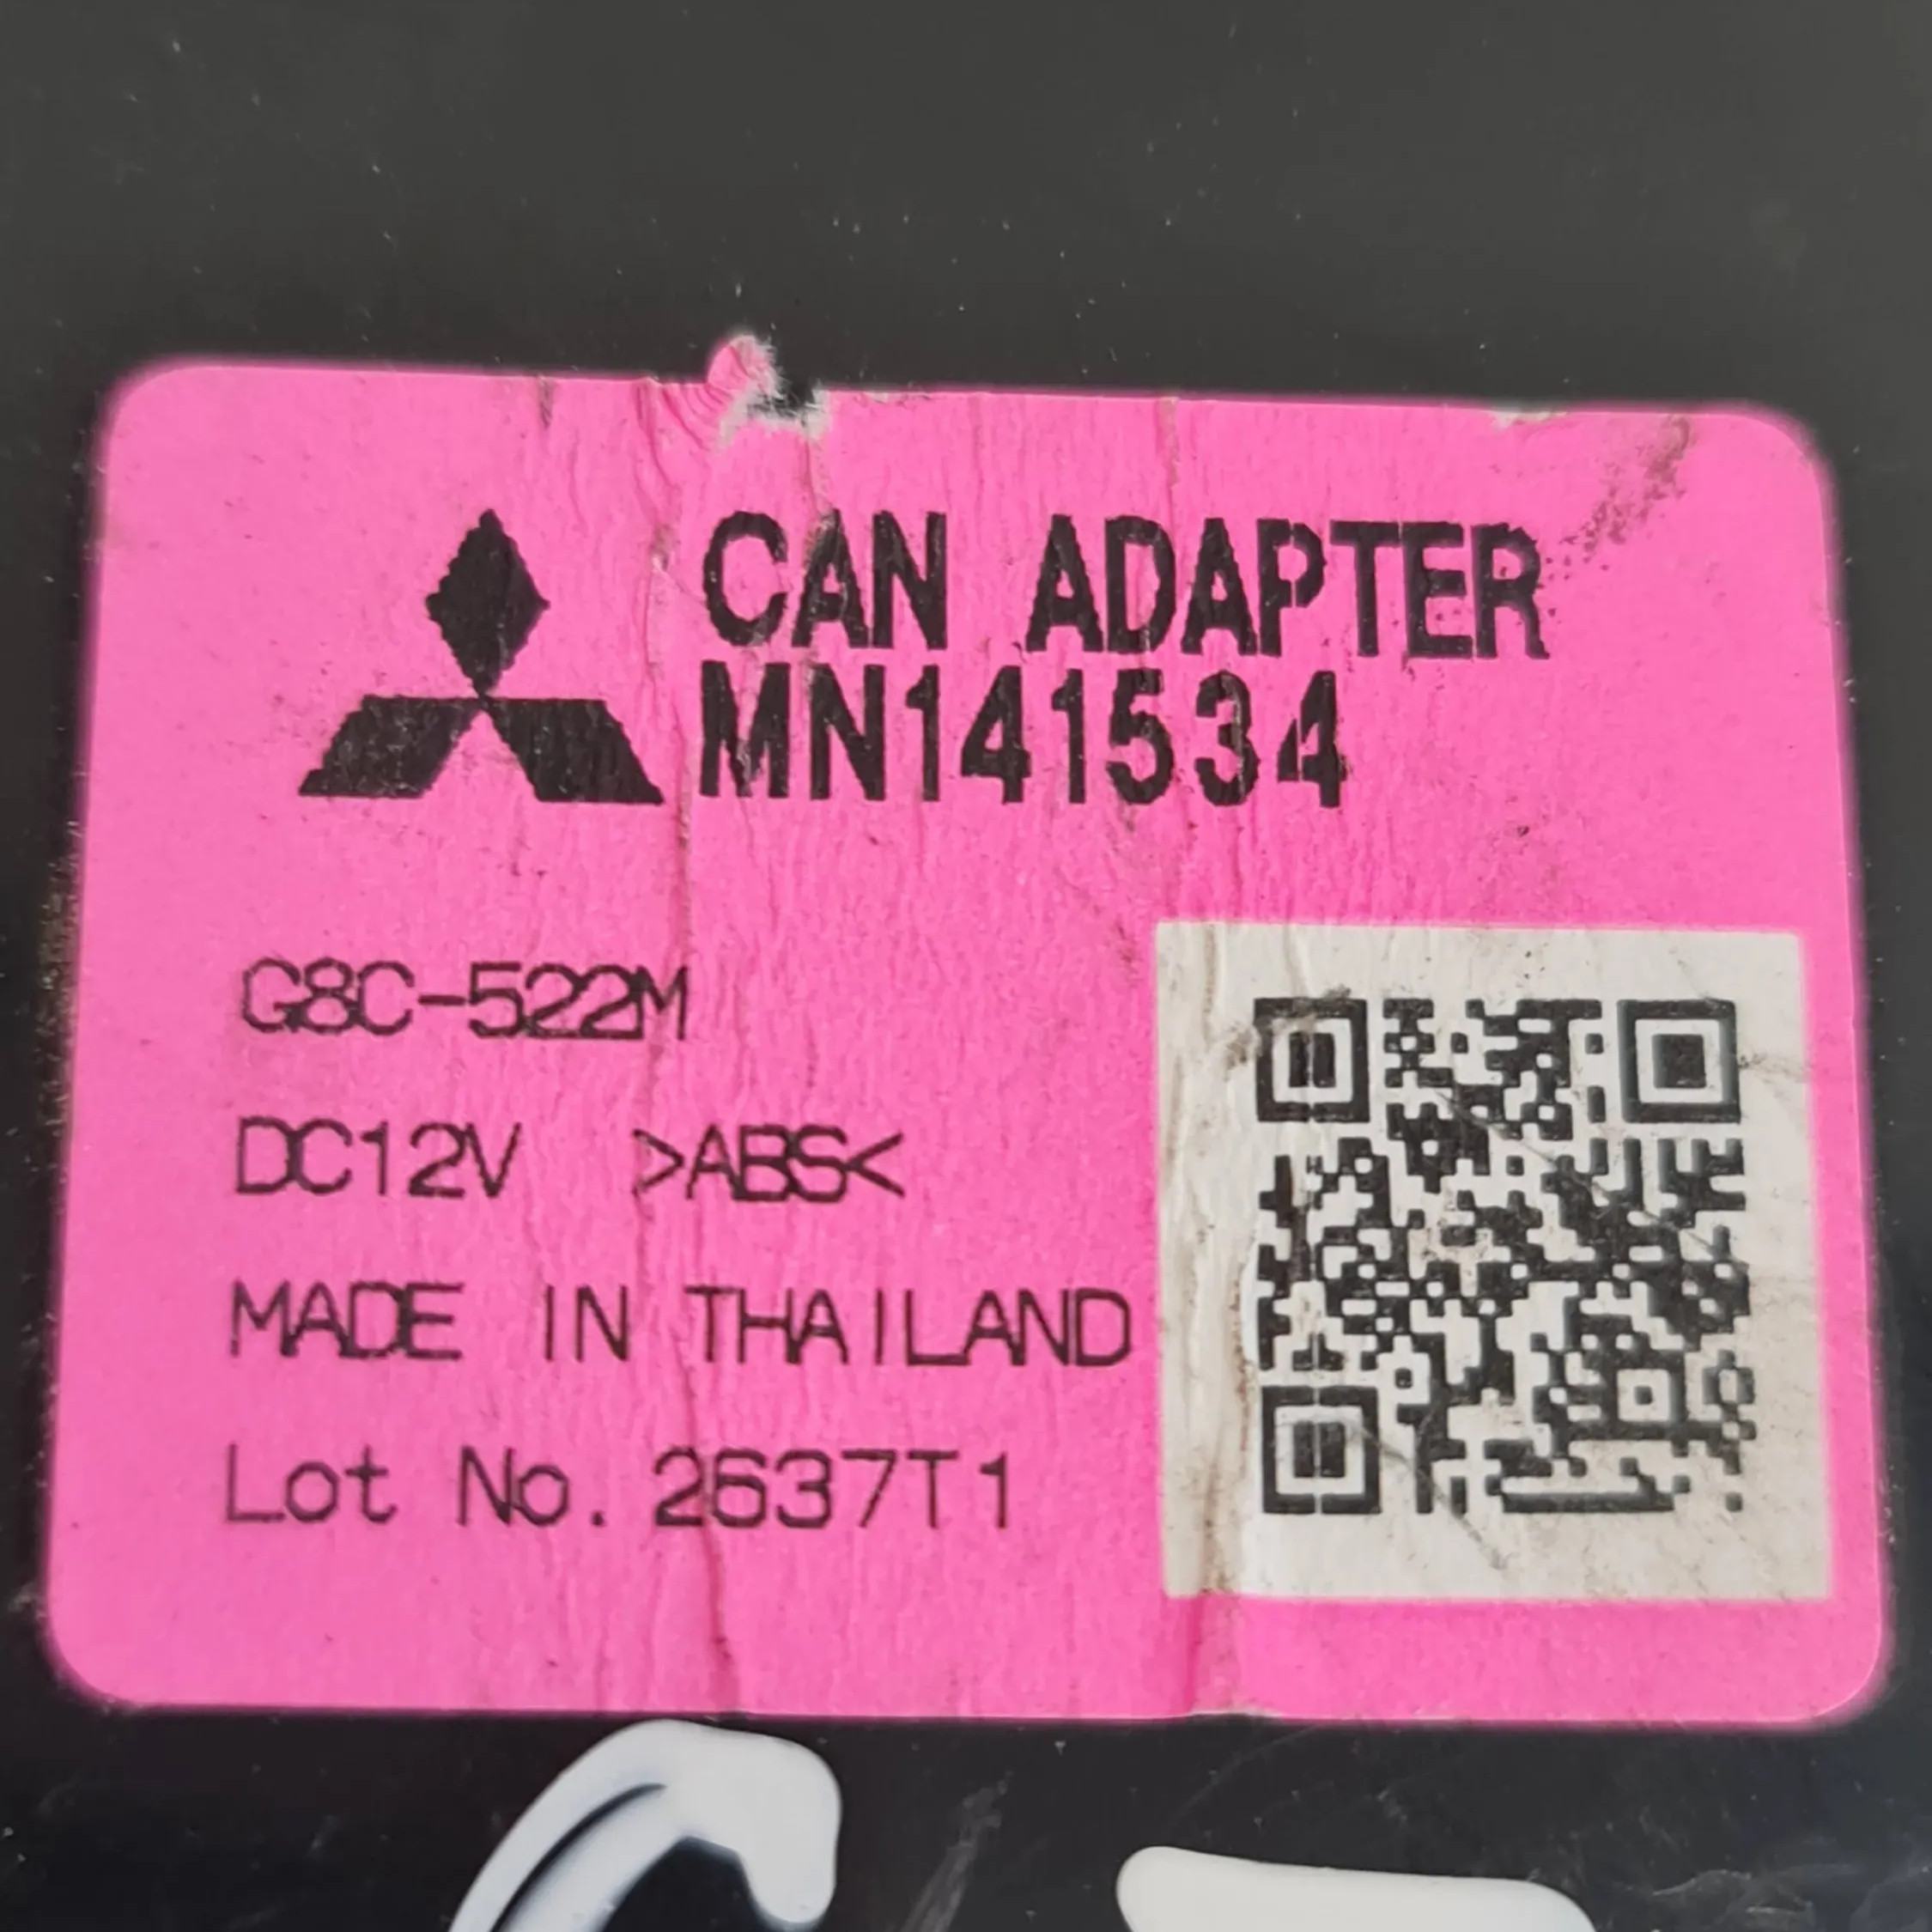 CAN ADAPTER
MN141534
G8C-522M
DC12V >ABS<
MADE IN THAILAND
Lot No. 2637T1